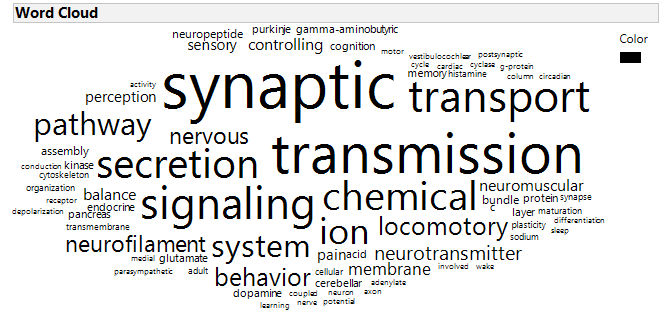 Word Cloud
Color
neuropeptide purkinje gamma-aminobutyric
sensory controlling cognition motor
vestibulocochlear postsynaptic
cycle cardiac cyclase g-protein
memory histamine column circadian
activity
perception synaptic transport
pathway nervous
assembly
conduction kinase secretion transmission
cytoskeleton
organization
receptor balance signaling chemical neuromuscular
bundle protein synapse
depolarization pancreas endocrine
c layer maturation
transmembrane ion locomotory plasticity differentiation
sodium sleep
neurofilament system pain acid neurotransmitter
medial glutamate
parasympathetic adult behavior cellular membrane involved wake
cerebellar adenylate
dopamine coupled neuron axon
learning nerve potential